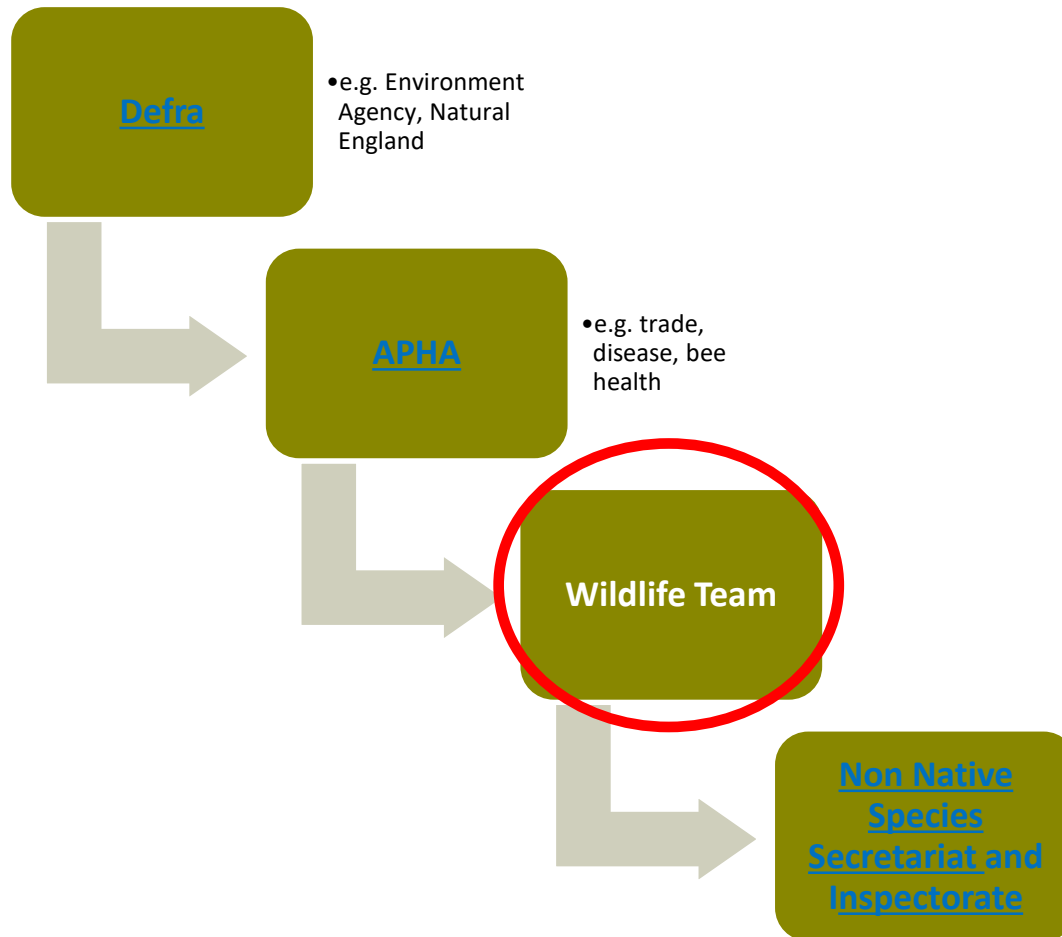 Defra
•e.g. Environment
Agency, Natural
England
APHA
•e.g. trade,
disease, bee
health
Wildlife Team
Non Native
Species
Secretariat and
Inspectorate